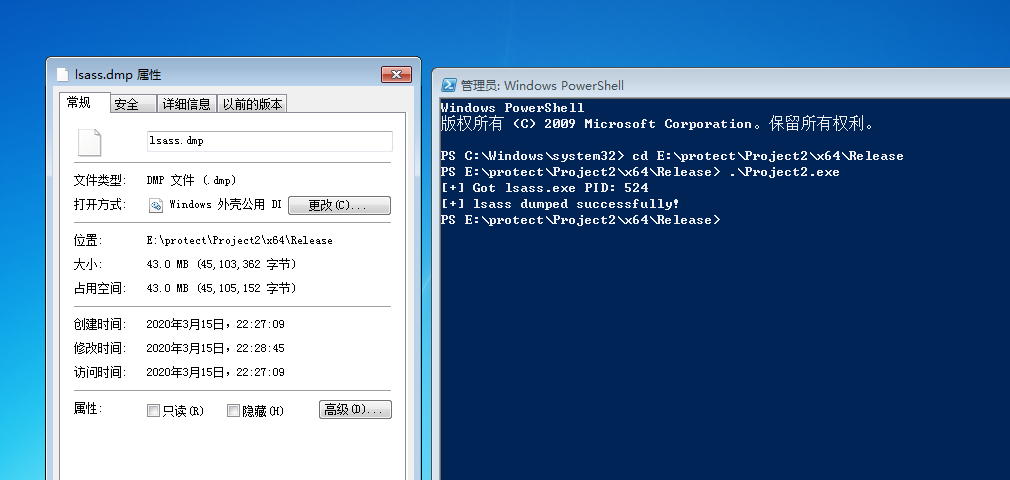 lsass.dmp 属性
常规 安全 详细信息 以前的版本
lsass.dmp
文件类型: DMP 文件 (.dmp)
打开方式: Windows 外壳公用 DI 更改(C)...
位置: E:\protect\Project2\x64\Release
大小: 43.0 MB (45,103,362 字节)
占用空间: 43.0 MB (45,105,152 字节)
创建时间: 2020年3月15日，22:27:09
修改时间: 2020年3月15日，22:28:45
访问时间: 2020年3月15日，22:27:09
属性: 只读(R) 隐藏(H) 高级(D)...
管理员: Windows PowerShell
Windows PowerShell
版权所有 (C) 2009 Microsoft Corporation。保留所有权利。
PS C:\Windows\system32> cd E:\protect\Project2\x64\Release
PS E:\protect\Project2\x64\Release> .\Project2.exe
[+] Got lsass.exe PID: 524
[+] lsass dumped successfully!
PS E:\protect\Project2\x64\Release>